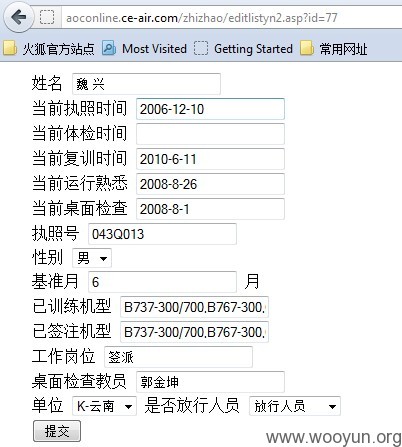 aoconline.ce-air.com/zhizhao/editlistyn2.asp?id=77
火狐官方站点 Most Visited Getting Started 常用网址
姓名 魏 兴
当前执照时间 2006-12-10
当前体检时间
当前复训时间 2010-6-11
当前运行熟悉 2008-8-26
当前桌面检查 2008-8-1
执照号 043Q013
性别 男
基准月 6 月
已训练机型 B737-300/700,B767-300,
已签注机型 B737-300/700,B767-300,
工作岗位 签派
桌面检查教员 郭金坤
单位 K-云南 是否放行人员 放行人员
提交
www.wooyun.org